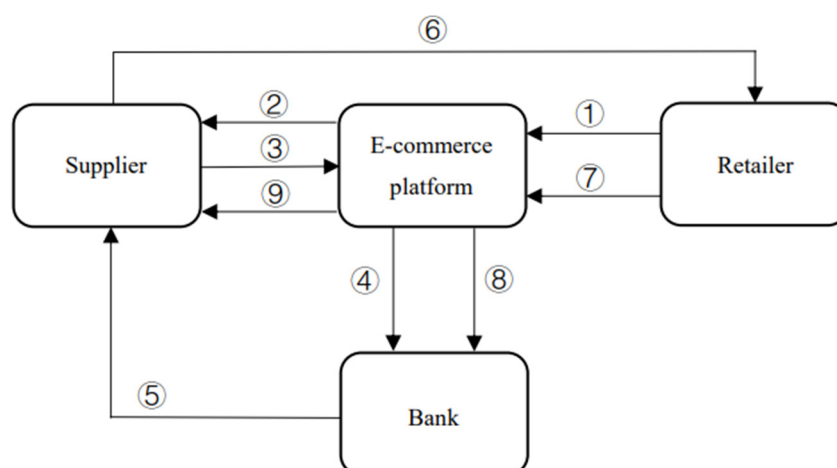 ⑥
②
①
③
⑦
⑨
Supplier
E-commerce
platform
Retailer
④
⑧
⑤
Bank